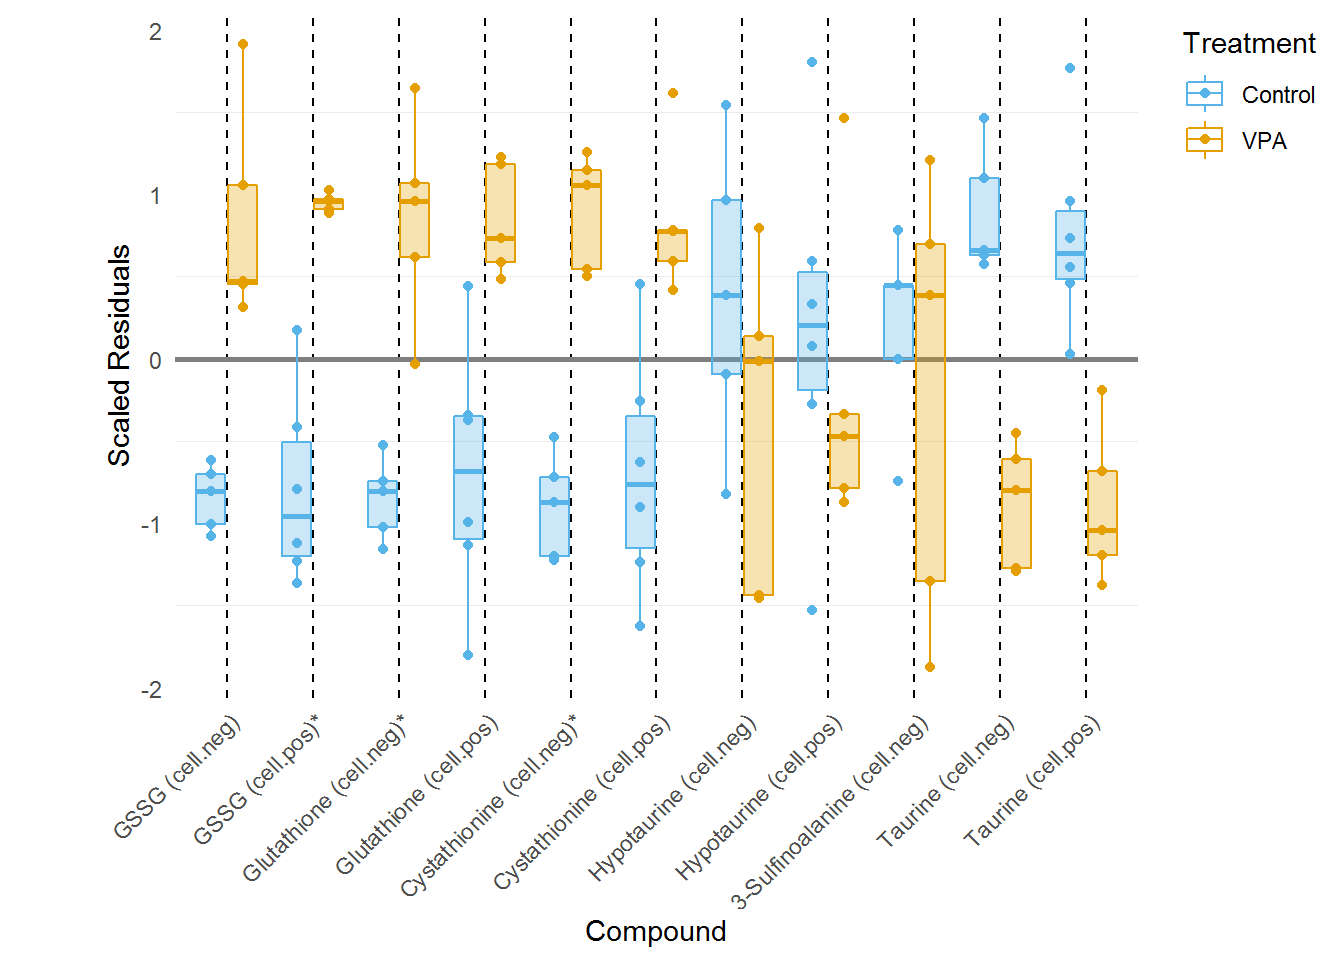 2
1
0
-1
-2
Scaled Residuals
GSSG (cell.neg)
GSSG (cell.pos)*
Glutathione (cell.neg)*
Glutathione (cell.pos)
Cystathionine (cell.neg)*
Cystathionine (cell.pos)
Hypotaurine (cell.neg)
Hypotaurine (cell.pos)
3-Sulfinoalanine (cell.neg)
Taurine (cell.neg)
Taurine (cell.pos)
Compound
Treatment
Control
VPA